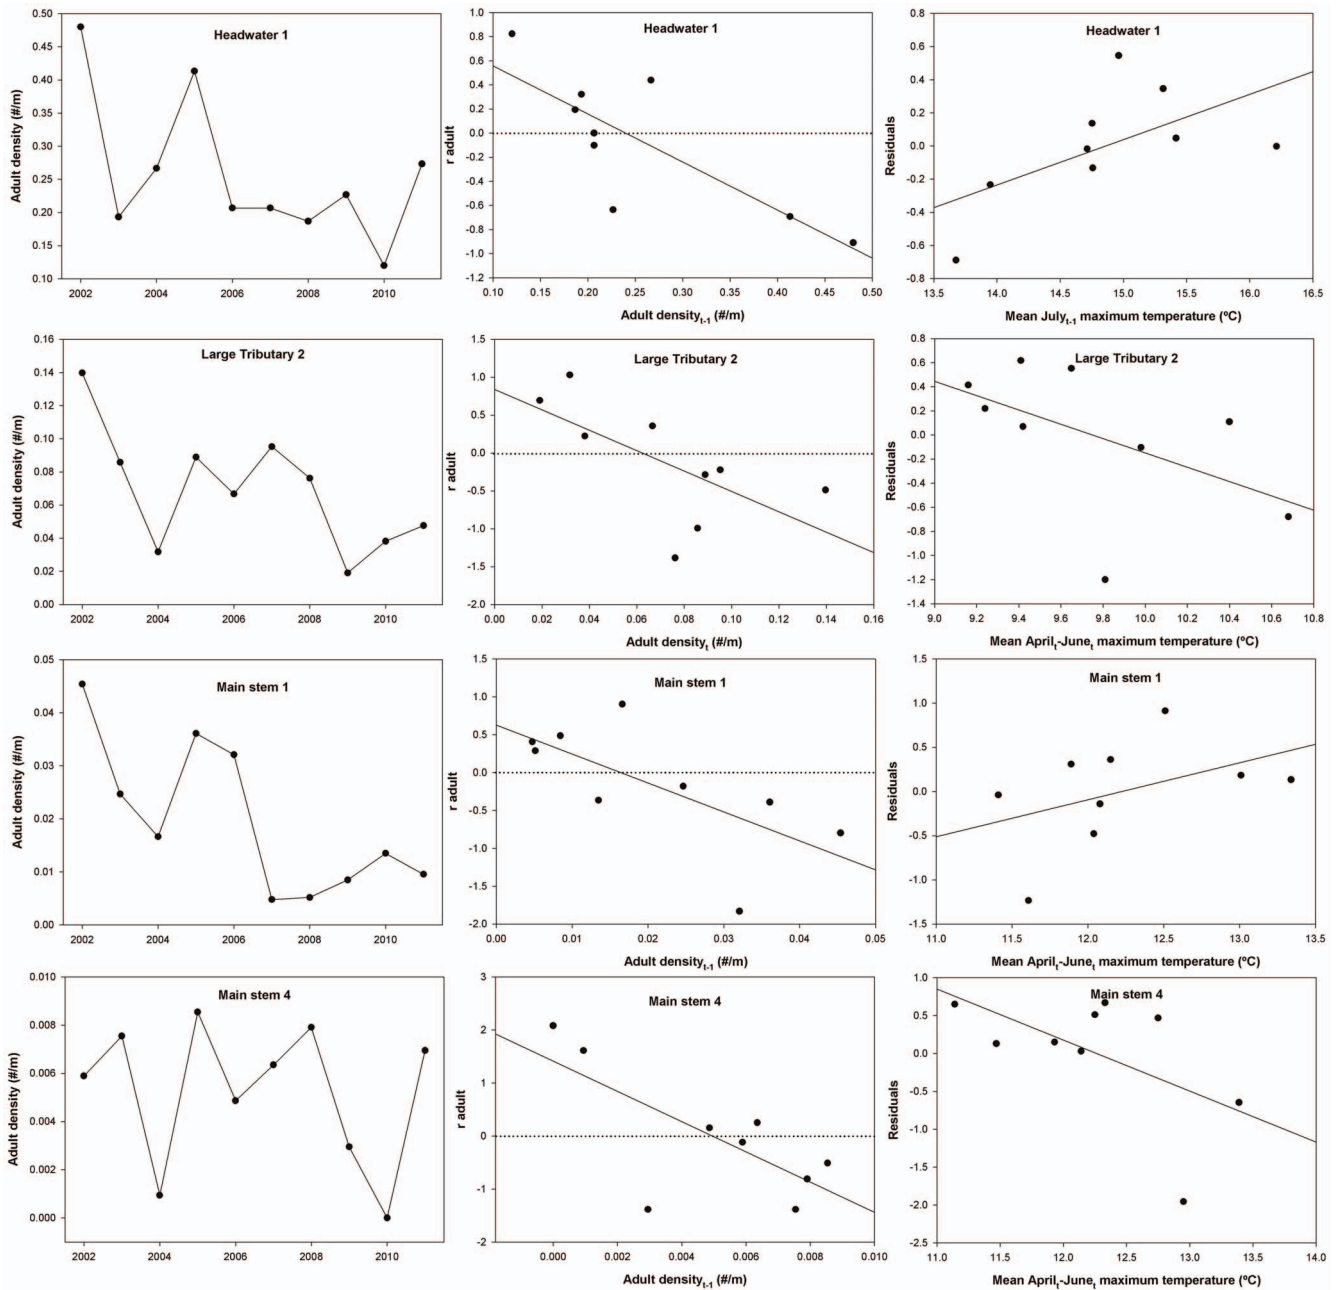 Headwater 1
Adult density (#/m)
0.50
0.45
0.40
0.35
0.30
0.25
0.20
0.15
0.10
2002 2004 2006 2008 2010
Headwater 1
r adult
1.0
0.8
0.6
0.4
0.2
0.0
-0.2
-0.4
-0.6
-0.8
-1.0
-1.2
0.10 0.15 0.20 0.25 0.30 0.35 0.40 0.45 0.50
Adult density t-1 (#/m)
Headwater 1
Residuals
0.8
0.6
0.4
0.2
0.0
-0.2
-0.4
-0.6
-0.8
13.5 14.0 14.5 15.0 15.5 16.0 16.5
Mean July t-1 maximum temperature (ºC)
Large Tributary 2
Adult density (#/m)
0.16
0.14
0.12
0.10
0.08
0.06
0.04
0.02
0.00
2002 2004 2006 2008 2010
Large Tributary 2
r adult
1.0
0.5
0.0
-0.5
-1.0
-1.5
-2.0
0.00 0.02 0.04 0.06 0.08 0.10 0.12 0.14 0.16
Adult density t (#/m)
Large Tributary 2
Residuals
0.8
0.6
0.4
0.2
0.0
-0.2
-0.4
-0.6
-0.8
-1.0
-1.2
-1.4
9.0 9.2 9.4 9.6 9.8 10.0 10.2 10.4 10.6 10.8
Mean April t-June t maximum temperature (ºC)
Main stem 1
Adult density (#/m)
0.05
0.04
0.03
0.02
0.01
0.00
2002 2004 2006 2008 2010
Main stem 1
r adult
1.5
1.0
0.5
0.0
-0.5
-1.0
-1.5
-2.0
0.00 0.01 0.02 0.03 0.04 0.05
Adult density t-1 (#/m)
Main stem 1
Residuals
1.5
1.0
0.5
0.0
-0.5
-1.0
-1.5
11.0 11.5 12.0 12.5 13.0 13.5
Mean April t-June t maximum temperature (ºC)
Main stem 4
Adult density (#/m)
0.010
0.008
0.006
0.004
0.002
0.000
2002 2004 2006 2008 2010
Main stem 4
r adult
3
2
1
0
-1
-2
0.000 0.002 0.004 0.006 0.008 0.010
Adult density t-1 (#/m)
Main stem 4
Residuals
1.0
0.5
0.0
-0.5
-1.0
-1.5
-2.0
-2.5
11.0 11.5 12.0 12.5 13.0 13.5 14.0
Mean April t-June t maximum temperature (ºC)